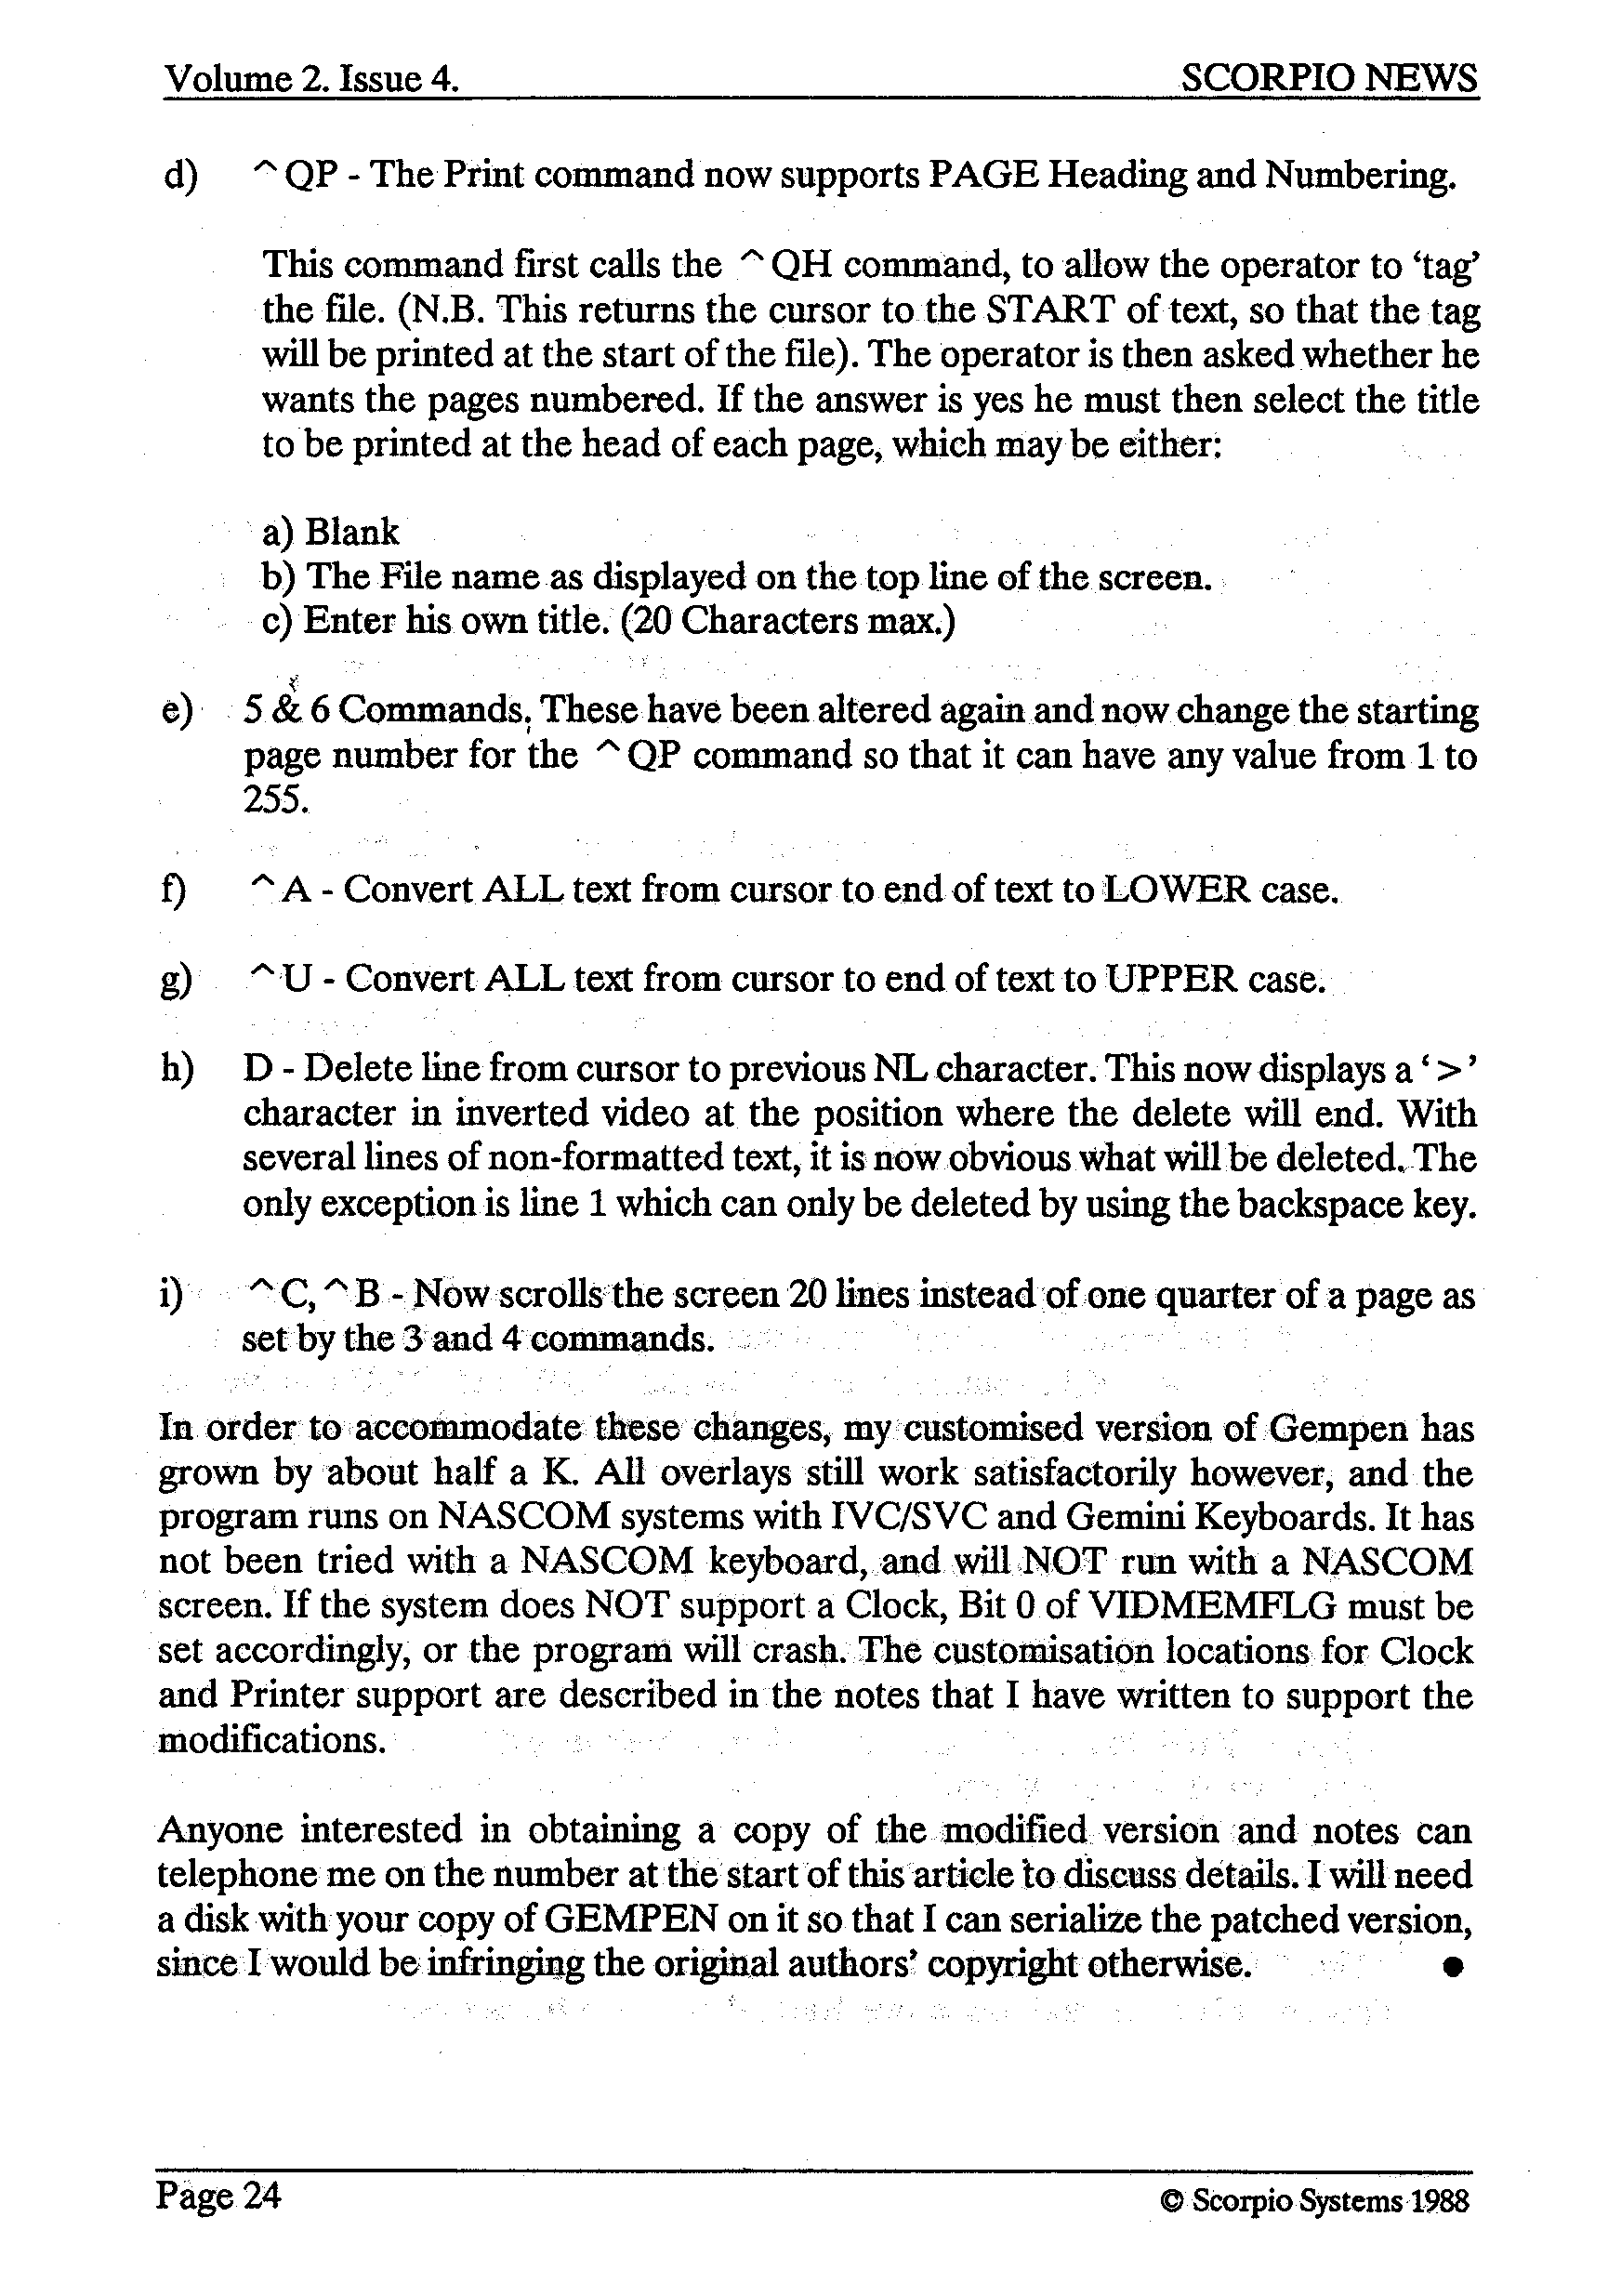 Volume 2. Issue 4. SCORPIO NEWS
d) ^QP - The Print command now supports PAGE Heading and Numbering.
This command first calls the ^QH command, to allow the operator to ‘tag’
the file. (N.B. This returns the cursor to the START of text, so that the tag
will be printed at the start of the file). The operator is then asked whether he
wants the pages numbered. If the answer is yes he must then select the title
to be printed at the head of each page, which may be either:
a) Blank
b) The File name as displayed on the top line of the screen.
c) Enter his own title. (20 Characters max.)
e) 5 & 6 Commands. These have been altered again and now change the starting
page number for the ^QP command so that it can have any value from 1 to
255.
f) ^A - Convert ALL text from cursor to end of text to LOWER case.
g) ^U - Convert ALL text from cursor to end of text to UPPER case.
h) D - Delete line from cursor to previous NL character. This now displays a ‘>’
character in inverted video at the position where the delete will end. With
several lines of non-formatted text, it is now obvious what will be deleted. The
only exception is line 1 which can only be deleted by using the backspace key.
i) ^C, ^B - Now scrolls the screen 20 lines instead of one quarter of a page as
set by the 3 and 4 commands.
In order to accommodate these changes, my customised version of Gempen has
grown by about half a K. All overlays still work satisfactorily however, and the
program runs on NASCOM systems with IVC/SVC and Gemini Keyboards. It has
not been tried with a NASCOM keyboard, and will NOT run with a NASCOM
screen. If the system does NOT support a Clock, Bit 0 of VIDMEMFLG must be
set accordingly, or the program will crash. The customisation locations for Clock
and Printer support are described in the notes that I have written to support the
modifications.
Anyone interested in obtaining a copy of the modified version and notes can
telephone me on the number at the start of this article to discuss details. I will need
a disk with your copy of GEMPEN on it so that I can serialize the patched version,
since I would be infringing the original authors’ copyright otherwise. ●
Page 24 © Scorpio Systems 1988